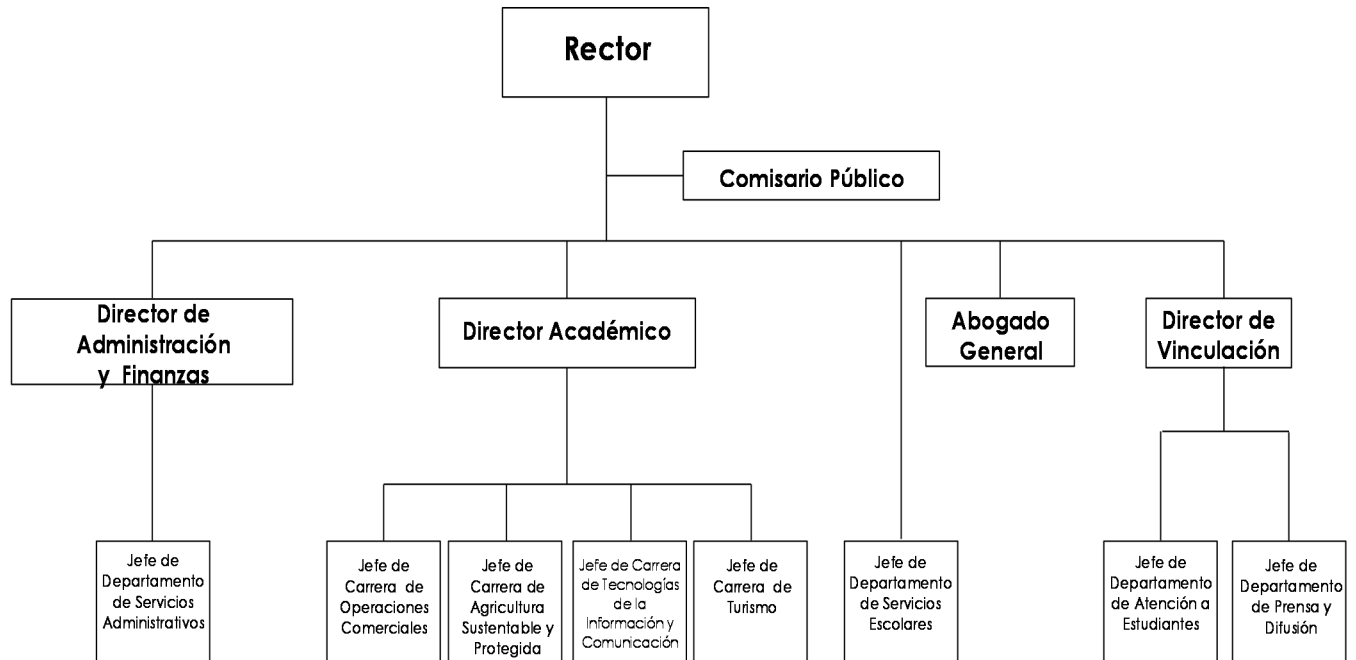 Rector
Comisario Público
Director de
Administración
y Finanzas
Director Académico
Abogado
General
Director de
Vinculación
Jefe de
Departamento
de Servicios
Administrativos
Jefe de
Carrera de
Operaciones
Comerciales
Jefe de
Carrera de
Agricultura
Sustentable y
Protegida
Jefe de Carrera
de Tecnologías
de la
Información y
Comunicación
Jefe de
Carrera de
Turismo
Jefe de
Departamento
de Servicios
Escolares
Jefe de
Departamento
de Atención a
Estudiantes
Jefe de
Departamento
de Prensa y
Difusión